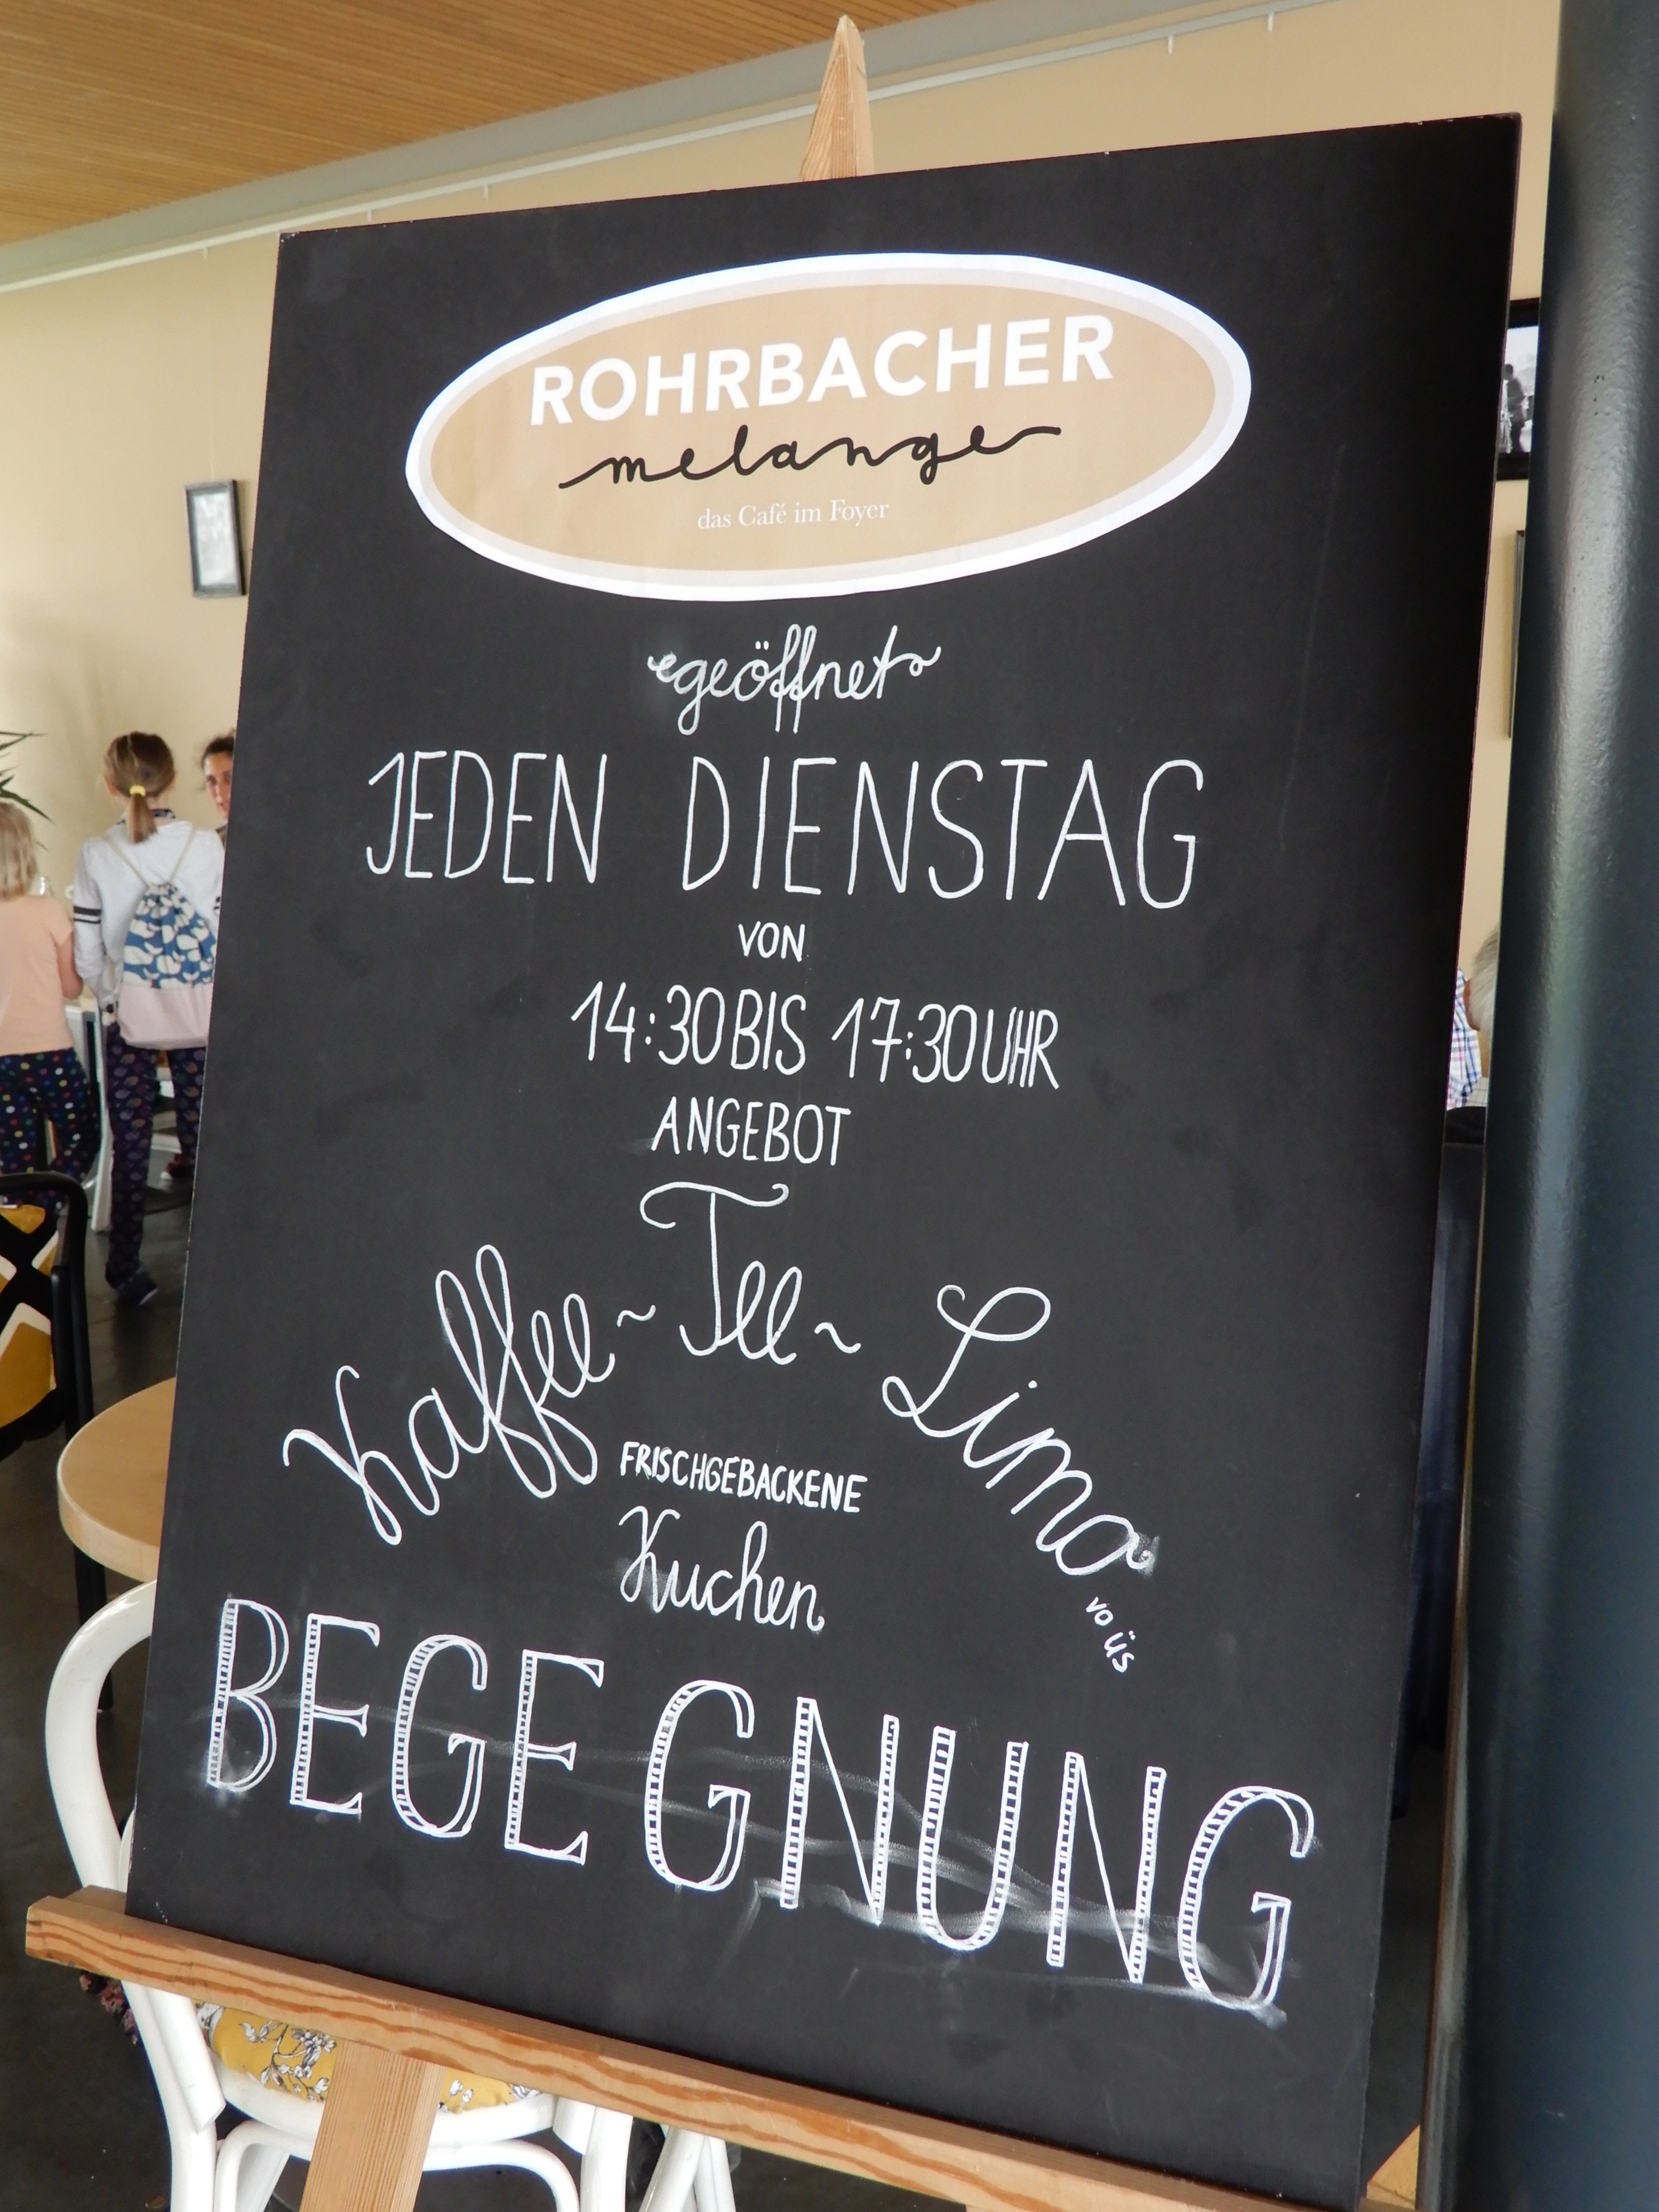 ROHRBACHER
melange
das Café im Foyer
geöffnet
JEDEN DIENSTAG
VON
14:30 BIS 17:30 UHR
ANGEBOT
Kaffee ~ Tee ~ Limo
vo üs
FRISCHGEBACKENE
Kuchen
BEGEGNUNG